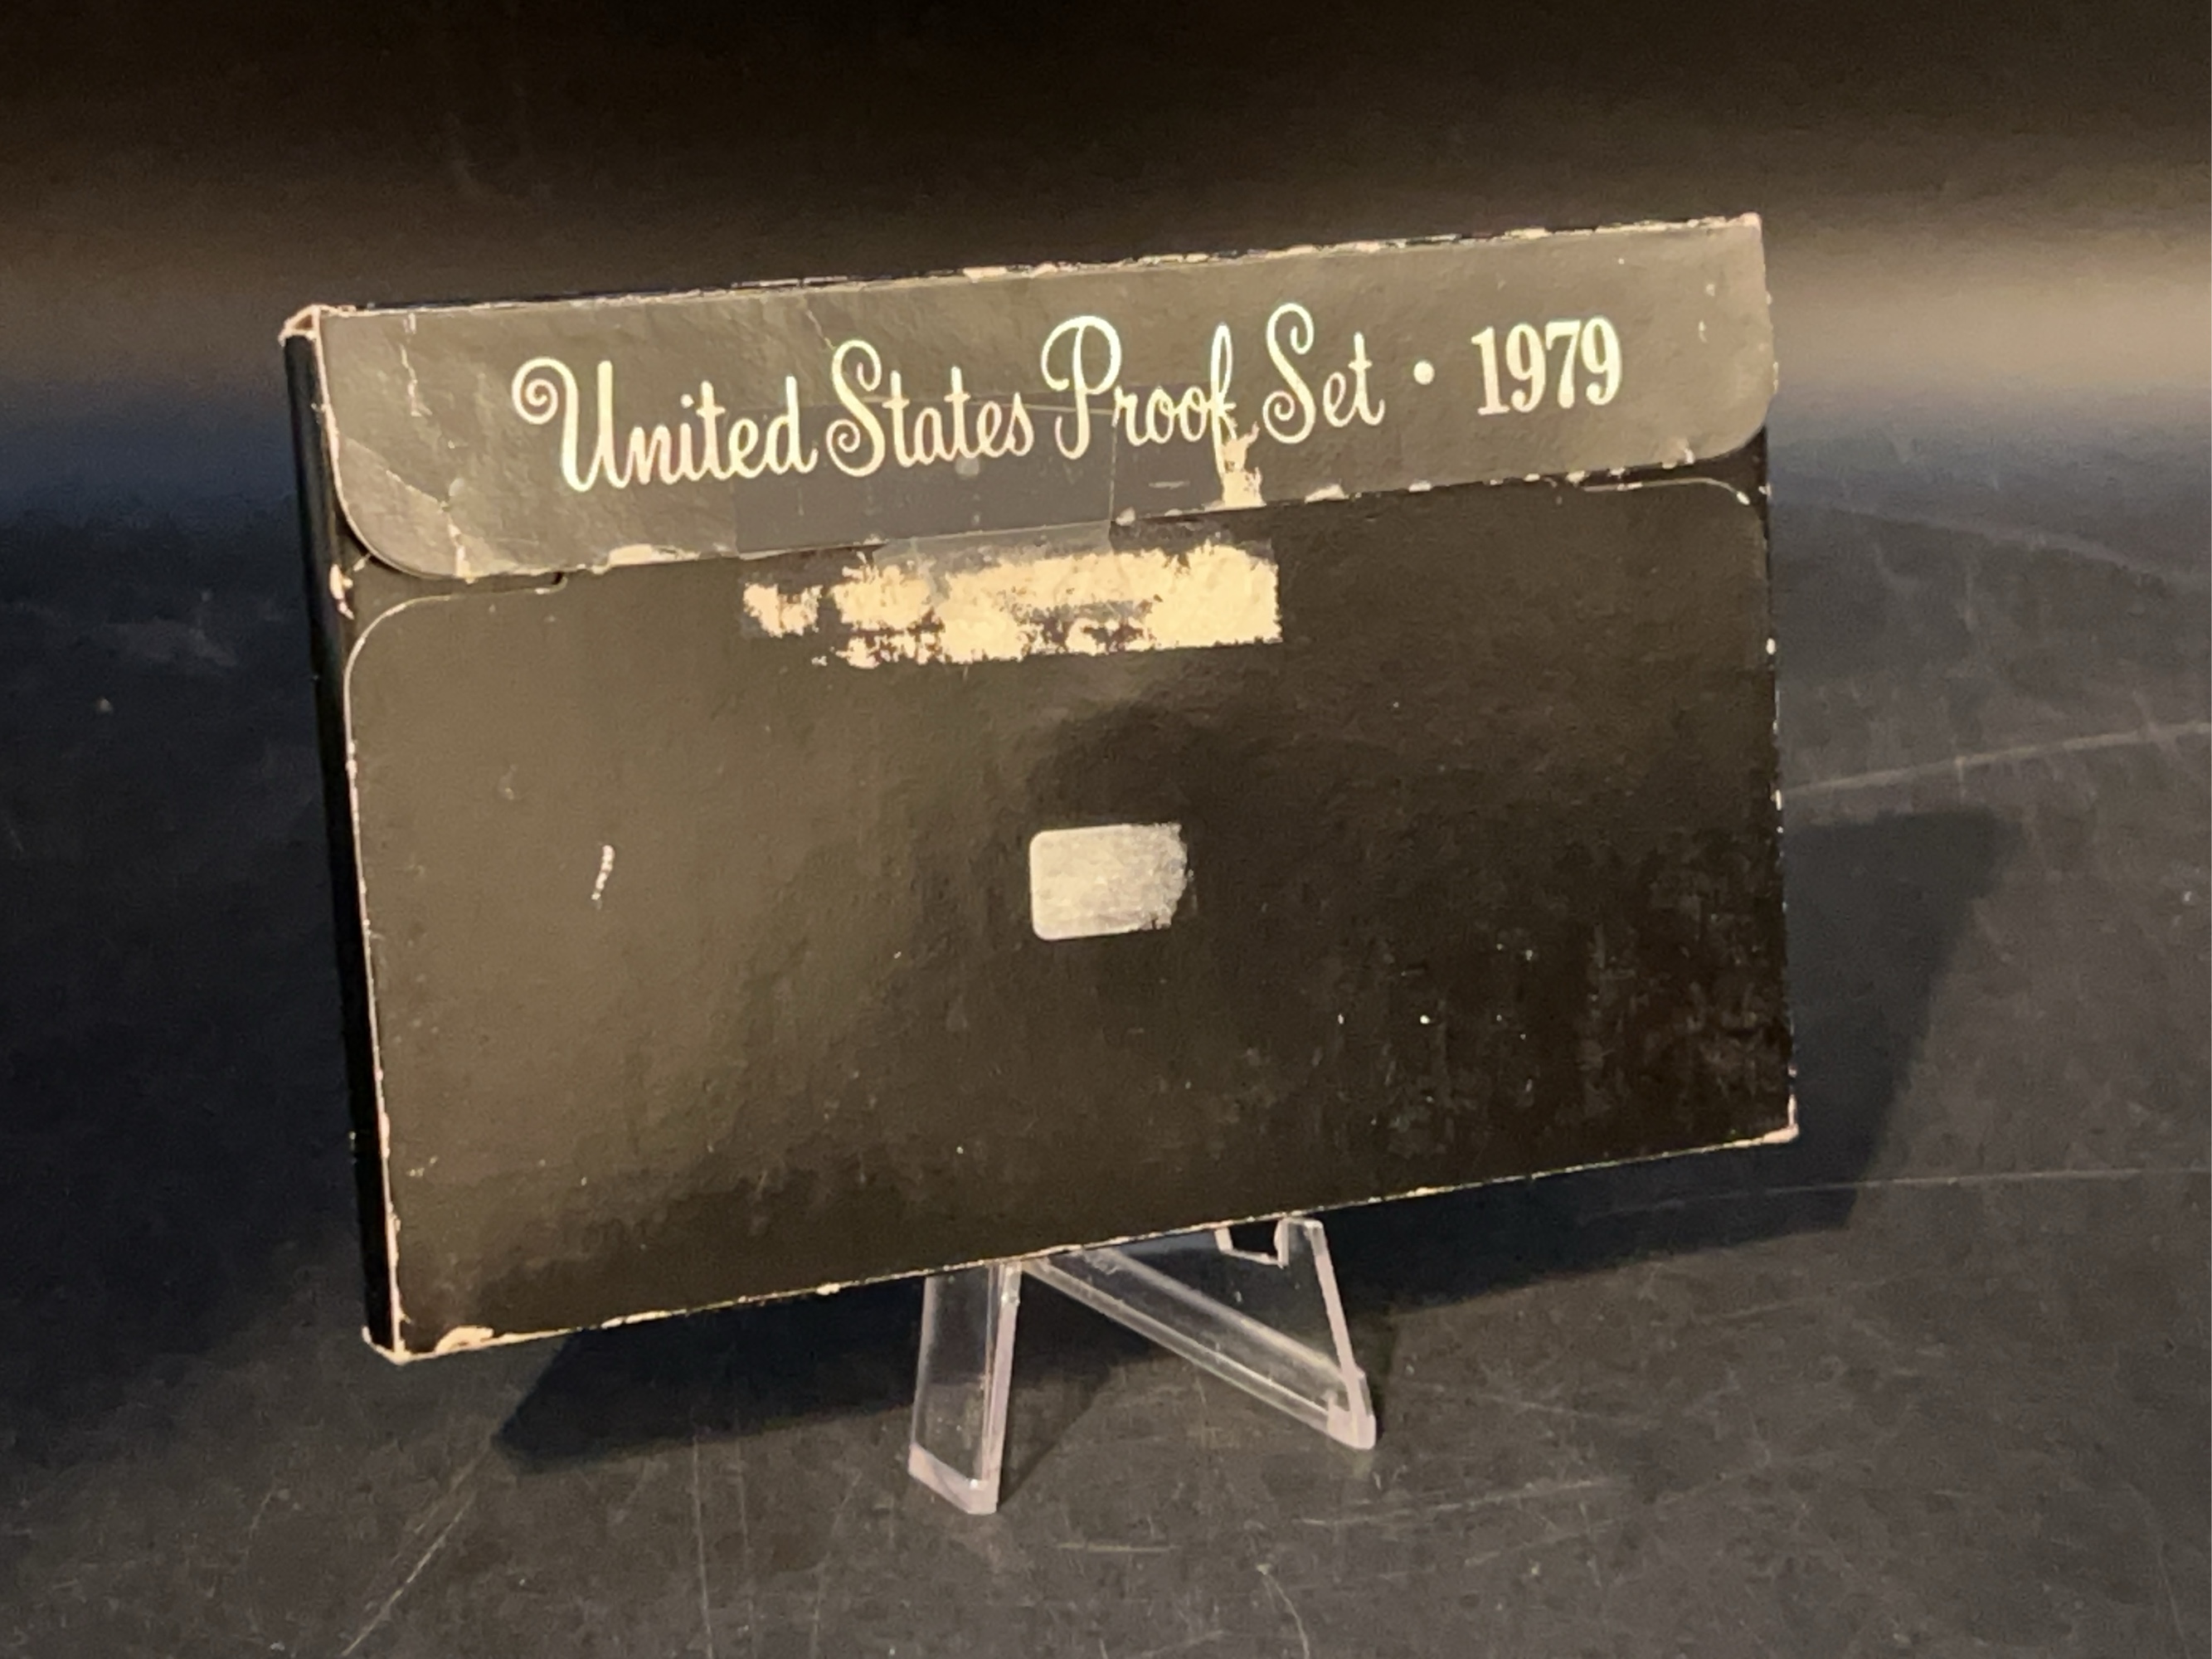 United States Proof Set • 1979